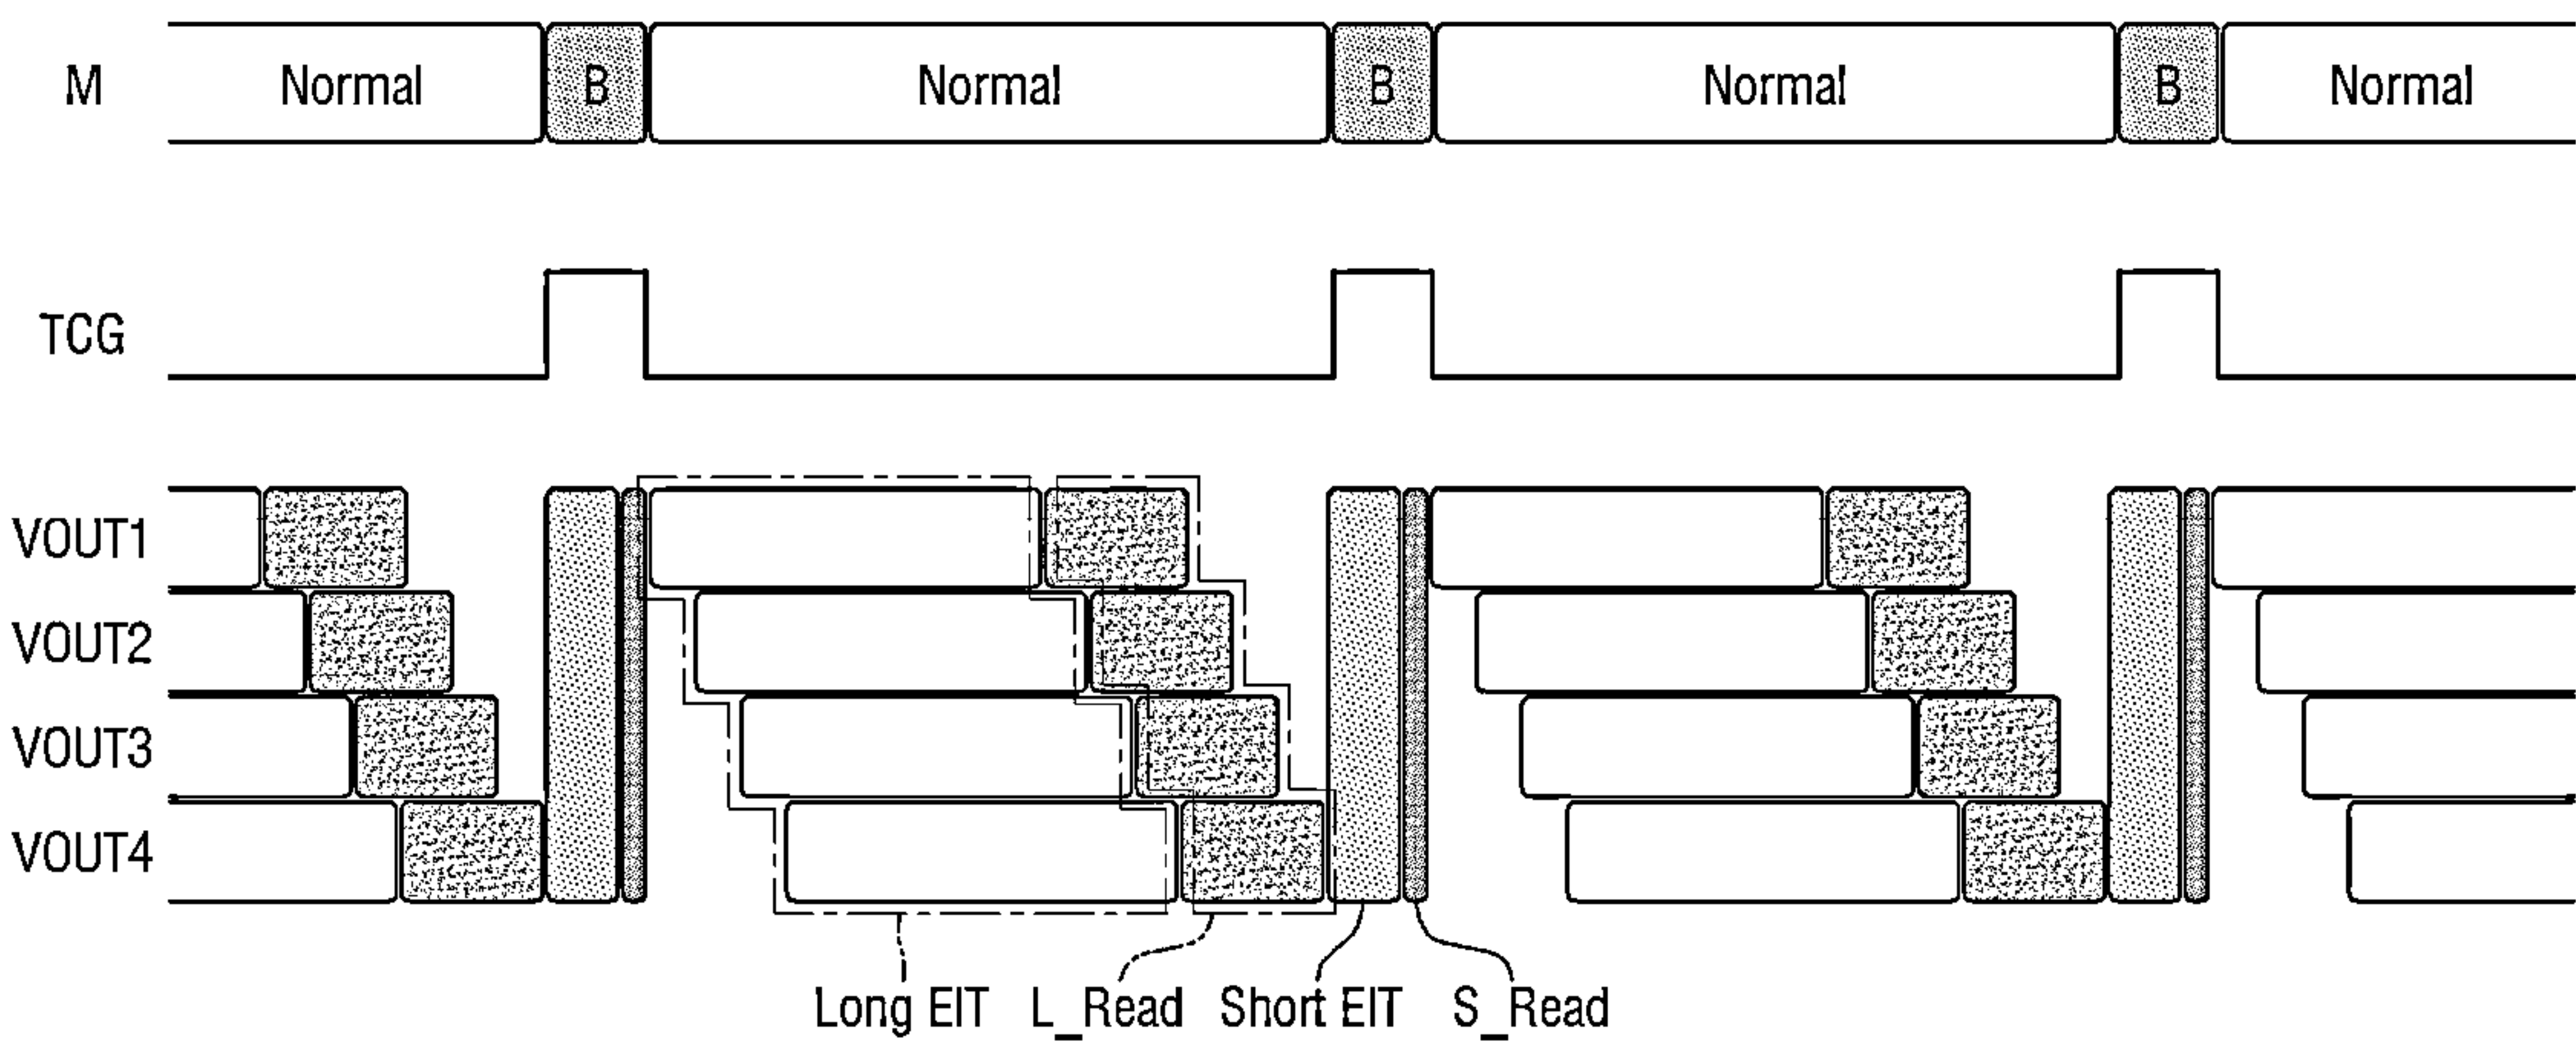 M Normal B Normal B Normal B Normal
TCG
VOUT1
VOUT2
VOUT3
VOUT4
Long EIT L_Read Short EIT S_Read